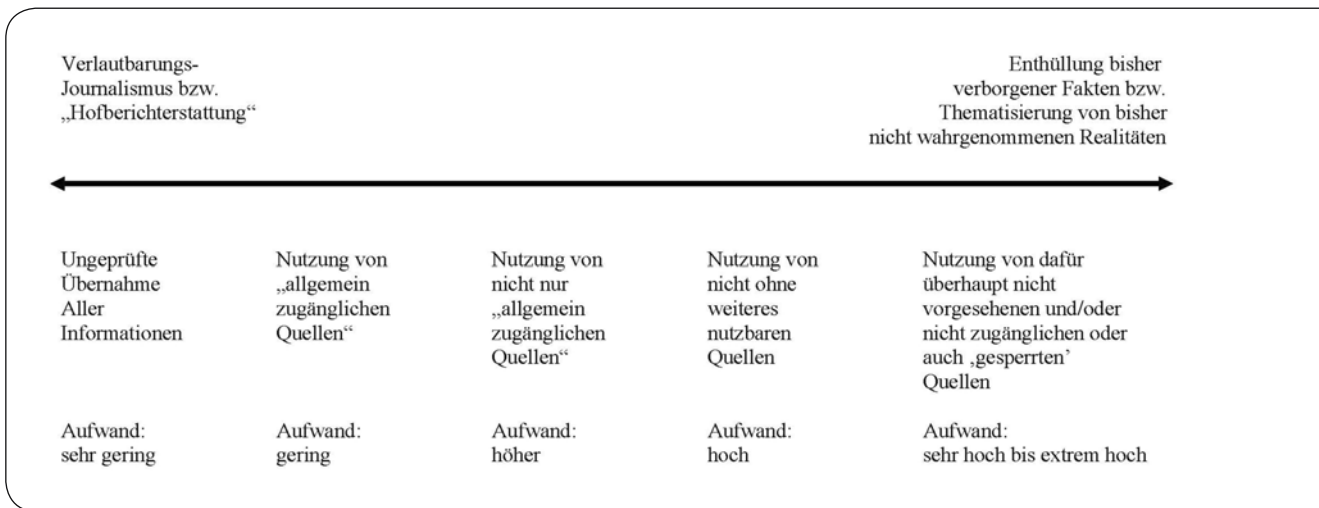 Verlautbarungs-
Journalismus bzw.
„Hofberichterstattung“
Enthüllung bisher
verborgener Fakten bzw.
Thematisierung von bisher
nicht wahrgenommenen Realitäten
Ungeprüfte
Übernahme
Aller
Informationen
Nutzung von
„allgemein
zugänglichen
Quellen“
Nutzung von
nicht nur
„allgemein
zugänglichen
Quellen“
Nutzung von
nicht ohne
weiteres
nutzbaren
Quellen
Nutzung von dafür
überhaupt nicht
vorgesehenen und/oder
nicht zugänglichen oder
auch ‚gesperrten’
Quellen
Aufwand:
sehr gering
Aufwand:
gering
Aufwand:
höher
Aufwand:
hoch
Aufwand:
sehr hoch bis extrem hoch